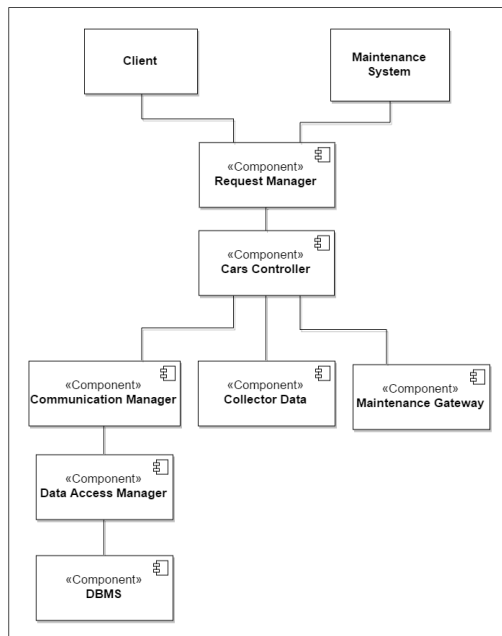 Client
Maintenance
System
«Component»
Request Manager
«Component»
Cars Controller
«Component»
Communication Manager
«Component»
Collector Data
«Component»
Maintenance Gateway
«Component»
Data Access Manager
«Component»
DBMS